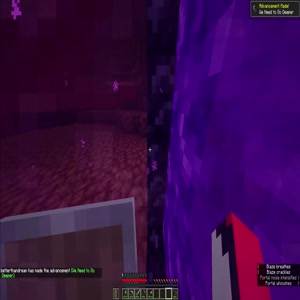 Advancement Made!
We Need to Go Deeper
betterthandream has made the advancement [We Need to Go
Deeper]
Blaze breathes
Blaze crackles
Portal noise intensifies
Portal whooshes